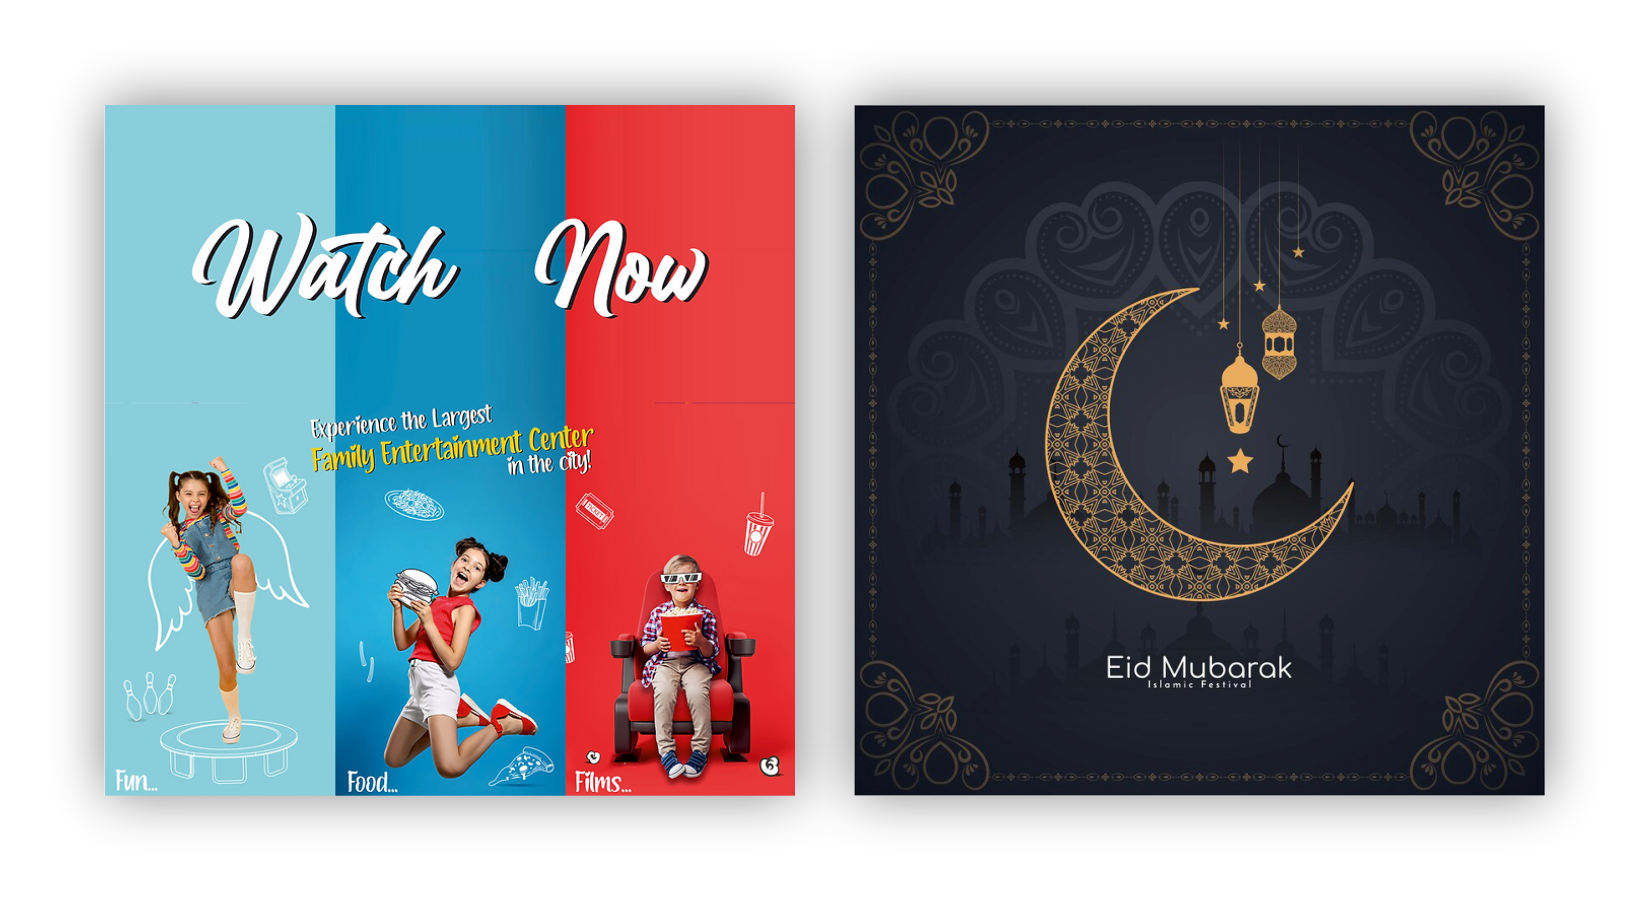 Watch Now
Experience the Largest
Family Entertainment Center
in the city!
TICKET
Fun...
Food...
Films...
Eid Mubarak
Islamic Festival